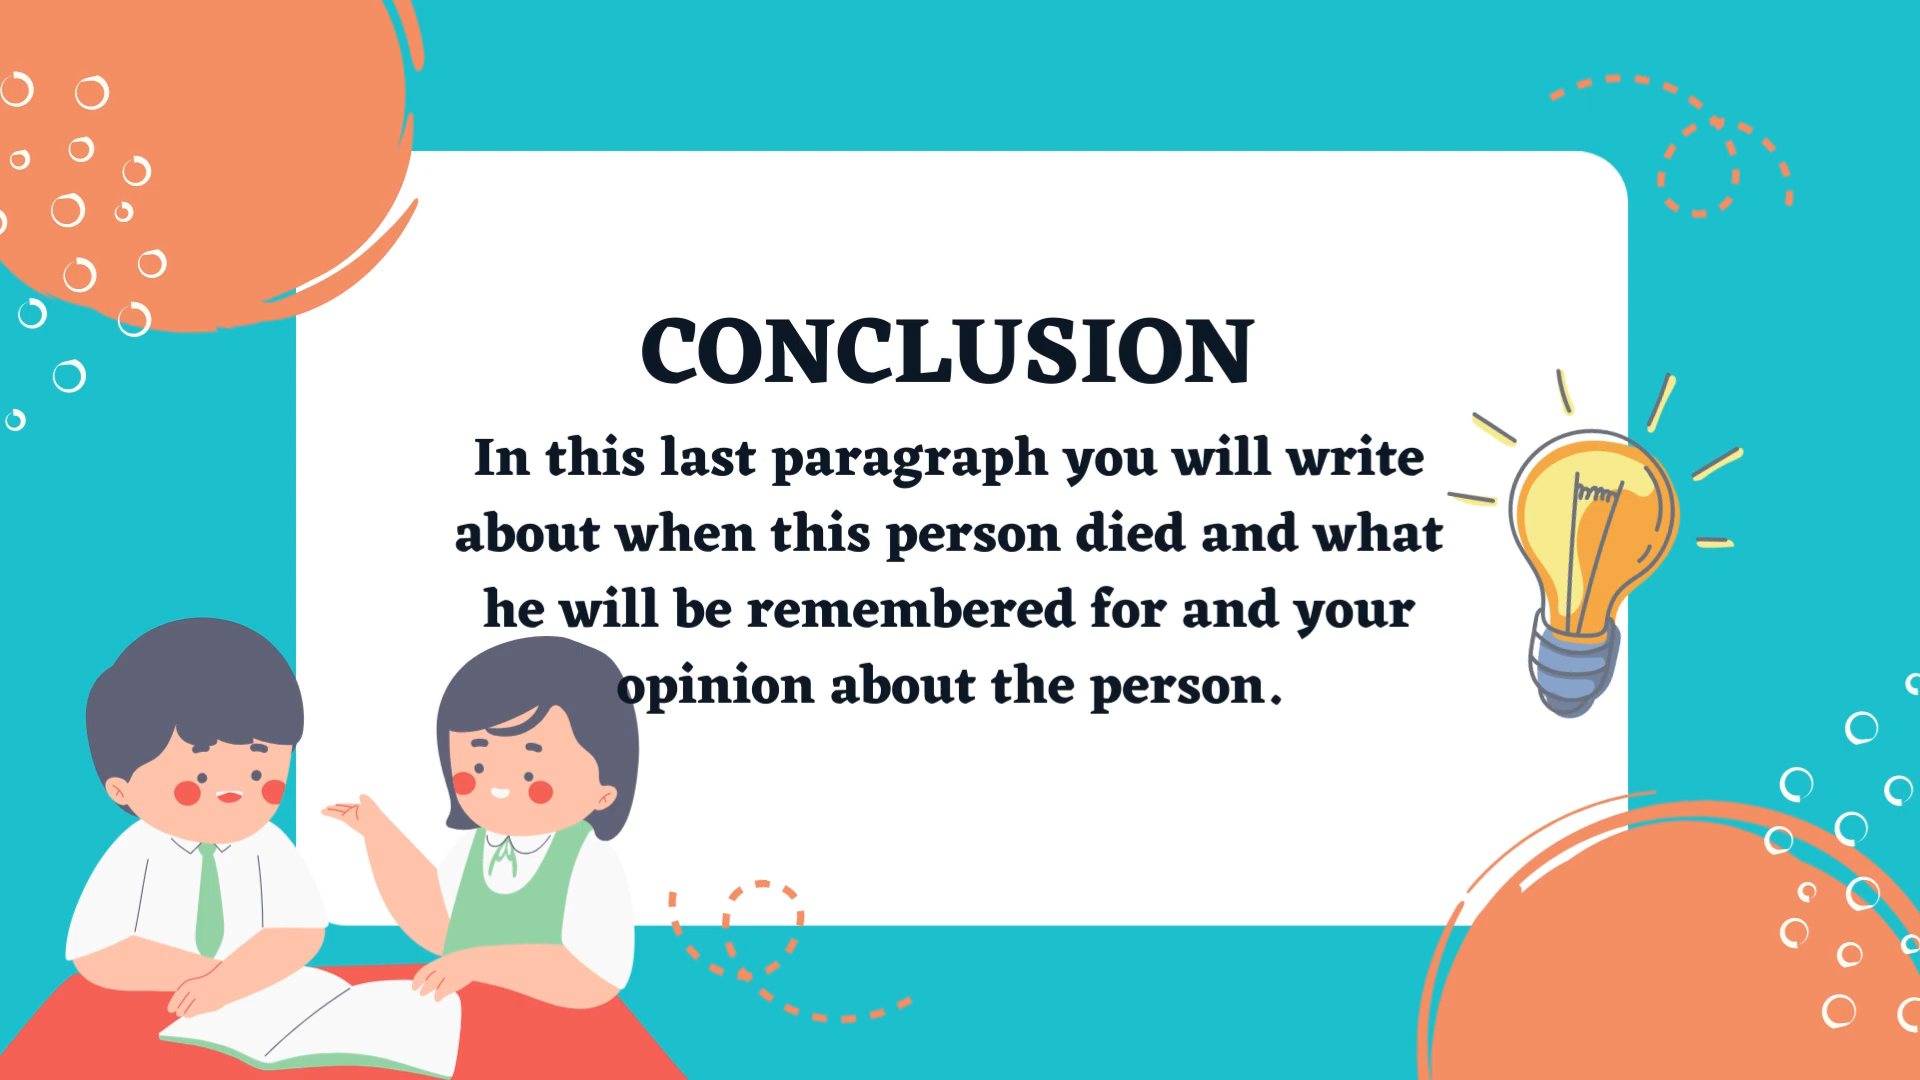 CONCLUSION
In this last paragraph you will write
about when this person died and what
he will be remembered for and your
opinion about the person.